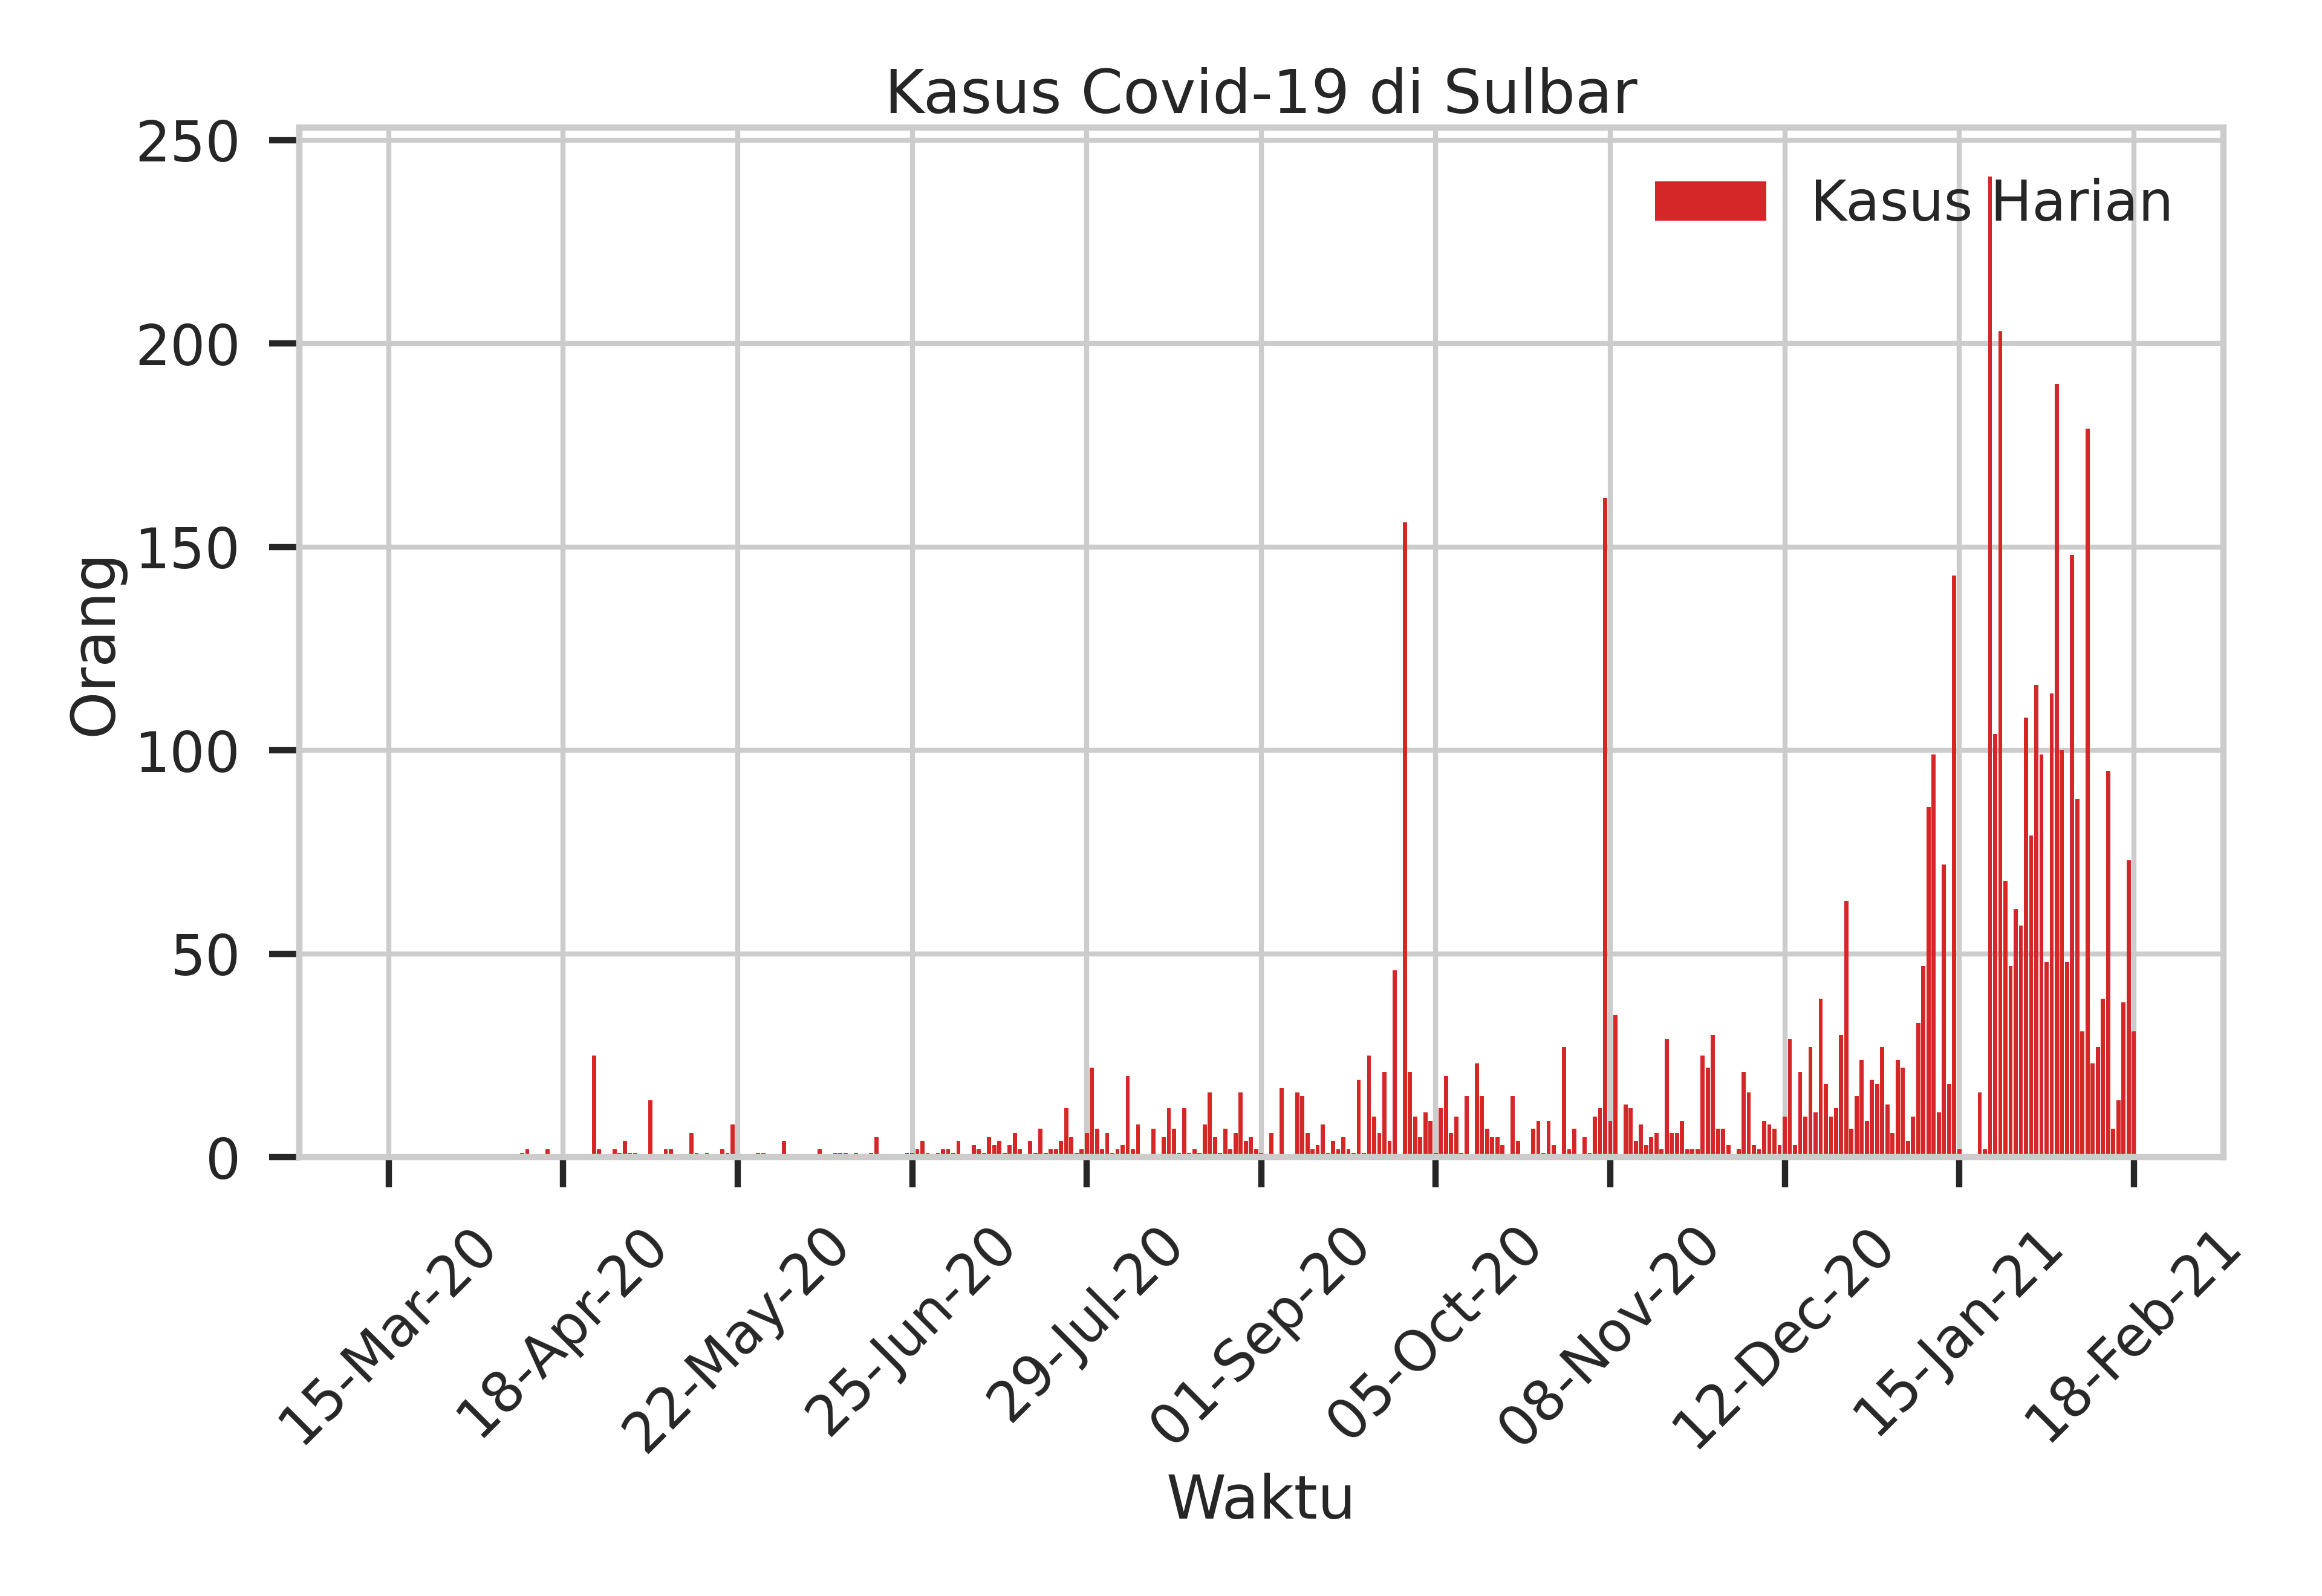 Kasus Covid-19 di Sulbar
Kasus Harian
250
200
150
100
50
0
Orang
15-Mar-20
18-Apr-20
22-May-20
25-Jun-20
29-Jul-20
01-Sep-20
05-Oct-20
08-Nov-20
12-Dec-20
15-Jan-21
18-Feb-21
Waktu